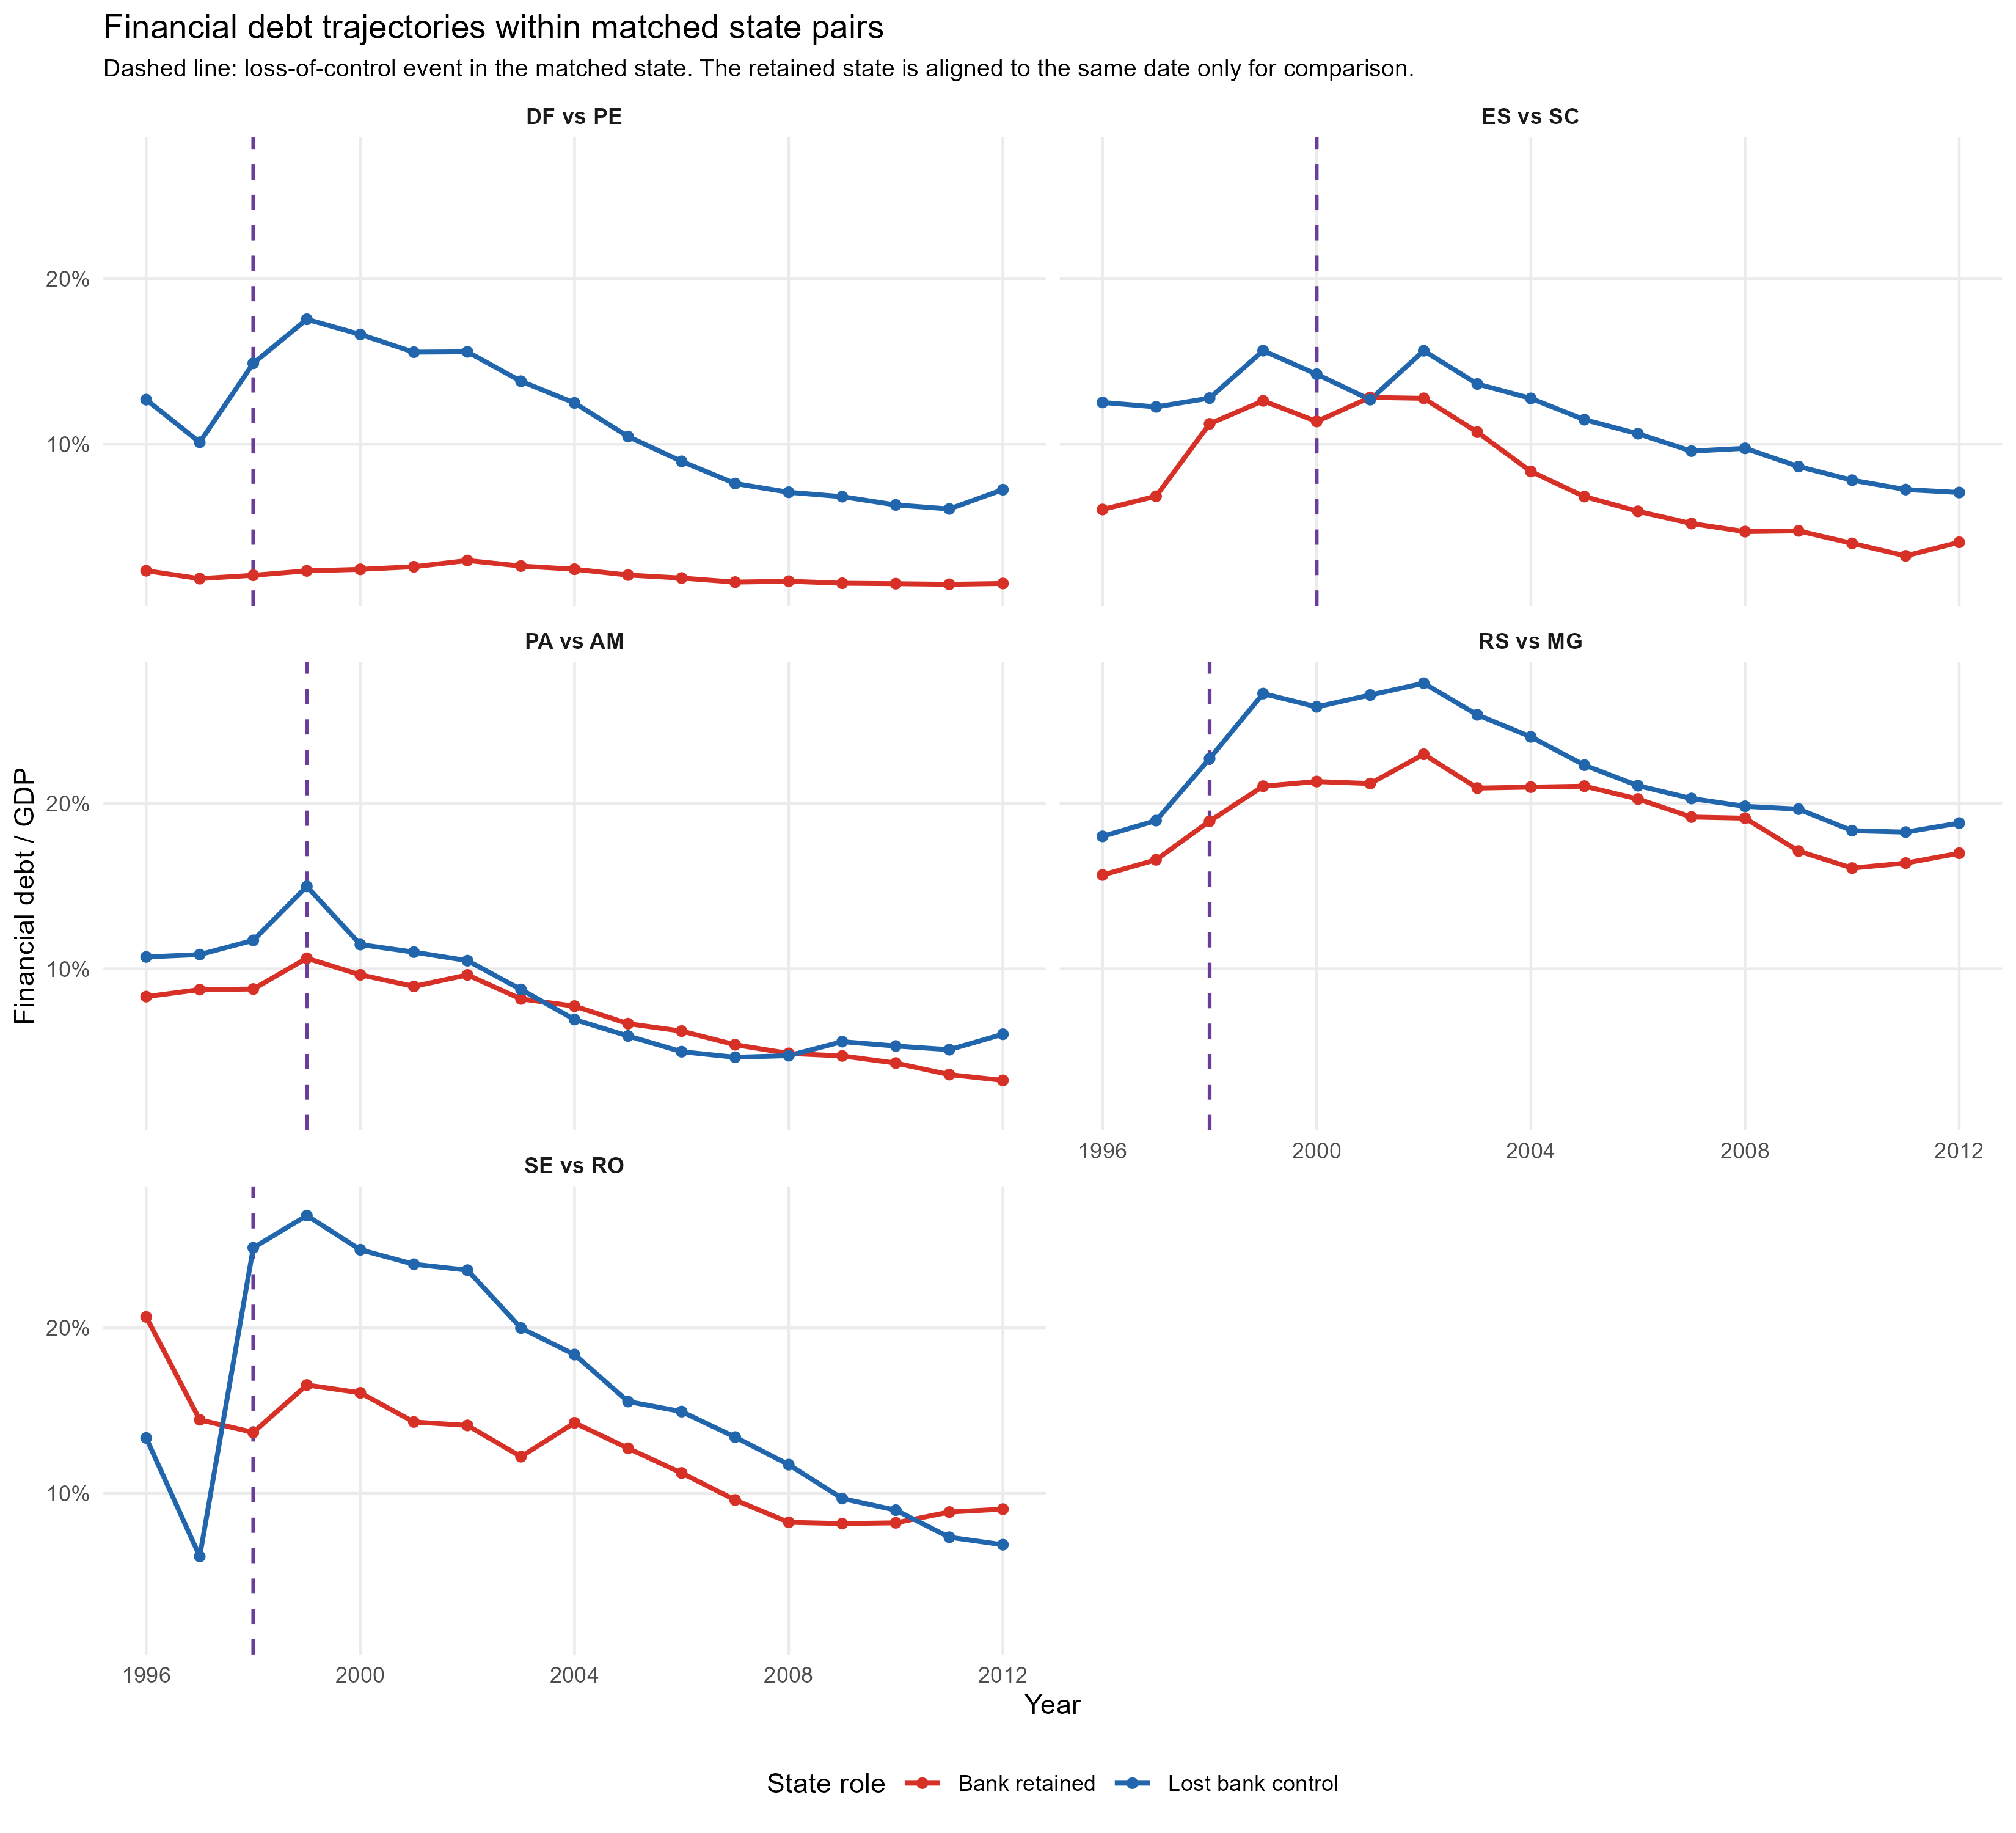 Financial debt trajectories within matched state pairs
Dashed line: loss-of-control event in the matched state. The retained state is aligned to the same date only for comparison.
DF vs PE
ES vs SC
20%
10%
PA vs AM
RS vs MG
20%
10%
1996 2000 2004 2008 2012
SE vs RO
20%
10%
1996 2000 2004 2008 2012
Financial debt / GDP
Year
State role Bank retained Lost bank control